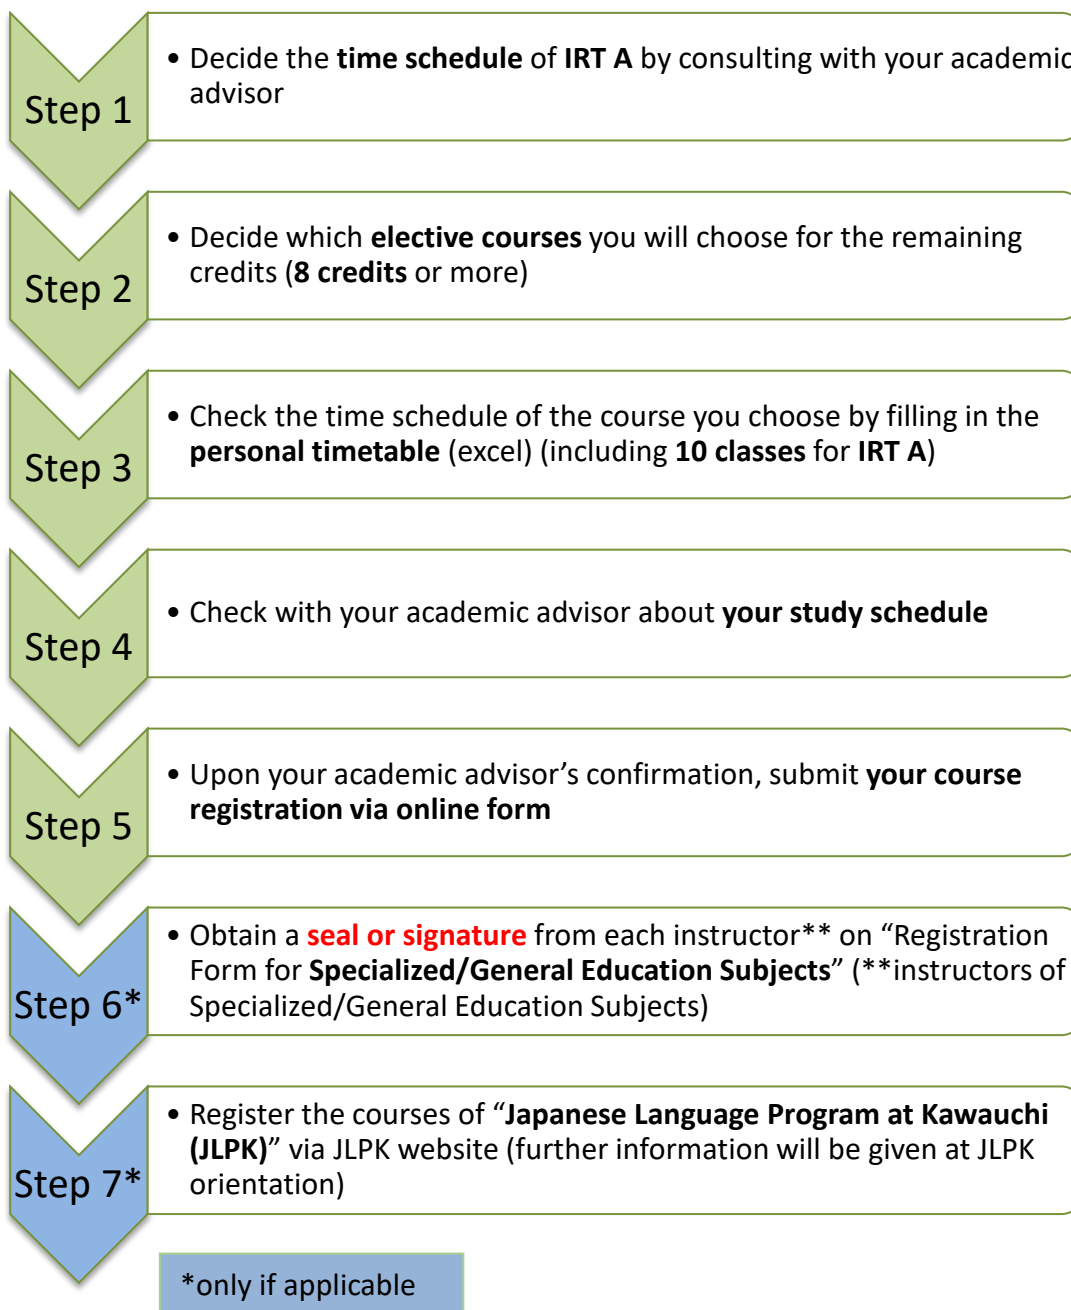 Step 1
• Decide the time schedule of IRT A by consulting with your academic
advisor
Step 2
• Decide which elective courses you will choose for the remaining
credits (8 credits or more)
Step 3
• Check the time schedule of the course you choose by filling in the
personal timetable (excel) (including 10 classes for IRT A)
Step 4
• Check with your academic advisor about your study schedule
Step 5
• Upon your academic advisor’s confirmation, submit your course
registration via online form
Step 6*
• Obtain a seal or signature from each instructor** on “Registration
Form for Specialized/General Education Subjects” (**instructors of
Specialized/General Education Subjects)
Step 7*
• Register the courses of “Japanese Language Program at Kawauchi
(JLPK)” via JLPK website (further information will be given at JLPK
orientation)
*only if applicable